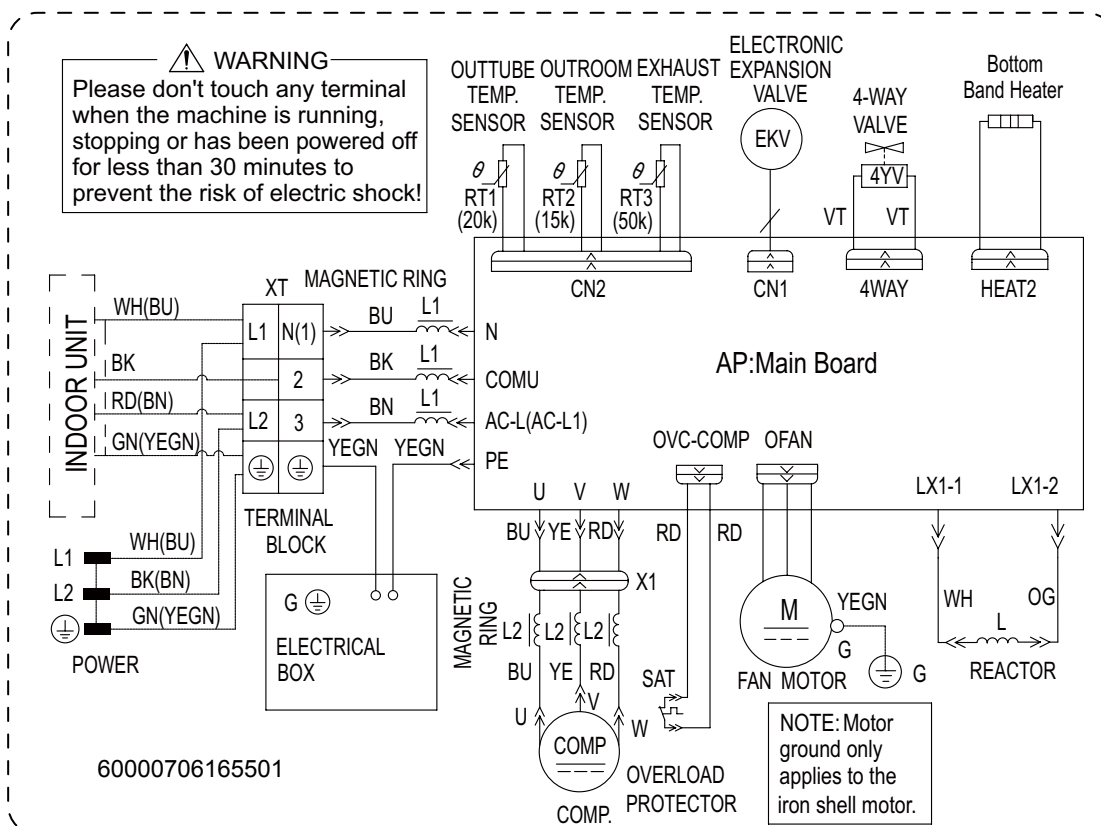 WARNING
Please don't touch any terminal
when the machine is running,
stopping or has been powered off
for less than 30 minutes to
prevent the risk of electric shock!
OUTTUBE
TEMP.
SENSOR
OUTROOM
TEMP.
SENSOR
EXHAUST
TEMP.
SENSOR
ELECTRONIC
EXPANSION
VALVE
4-WAY
VALVE
Bottom
Band Heater
EKV
4YV
θ
RT1
(20k)
θ
RT2
(15k)
θ
RT3
(50k)
VT
VT
CN2
CN1
4WAY
HEAT2
AP:Main Board
INDOOR UNIT
WH(BU)
BK
RD(BN)
GN(YEGN)
XT
L1
N(1)
2
L2
3
TERMINAL
BLOCK
MAGNETIC RING
BU
L1
N
BK
L1
COMU
BN
L1
AC-L(AC-L1)
YEGN
YEGN
PE
L1
WH(BU)
L2
BK(BN)
GN(YEGN)
POWER
G
ELECTRICAL
BOX
U
V
W
BU
YE
RD
X1
MAGNETIC
RING
L2
L2
L2
BU
YE
RD
U
V
W
COMP
COMP.
OVC-COMP
RD
RD
SAT
OVERLOAD
PROTECTOR
OFAN
M
YEGN
G
G
FAN MOTOR
LX1-1
LX1-2
WH
OG
L
REACTOR
NOTE: Motor
ground only
applies to the
iron shell motor.
60000706165501